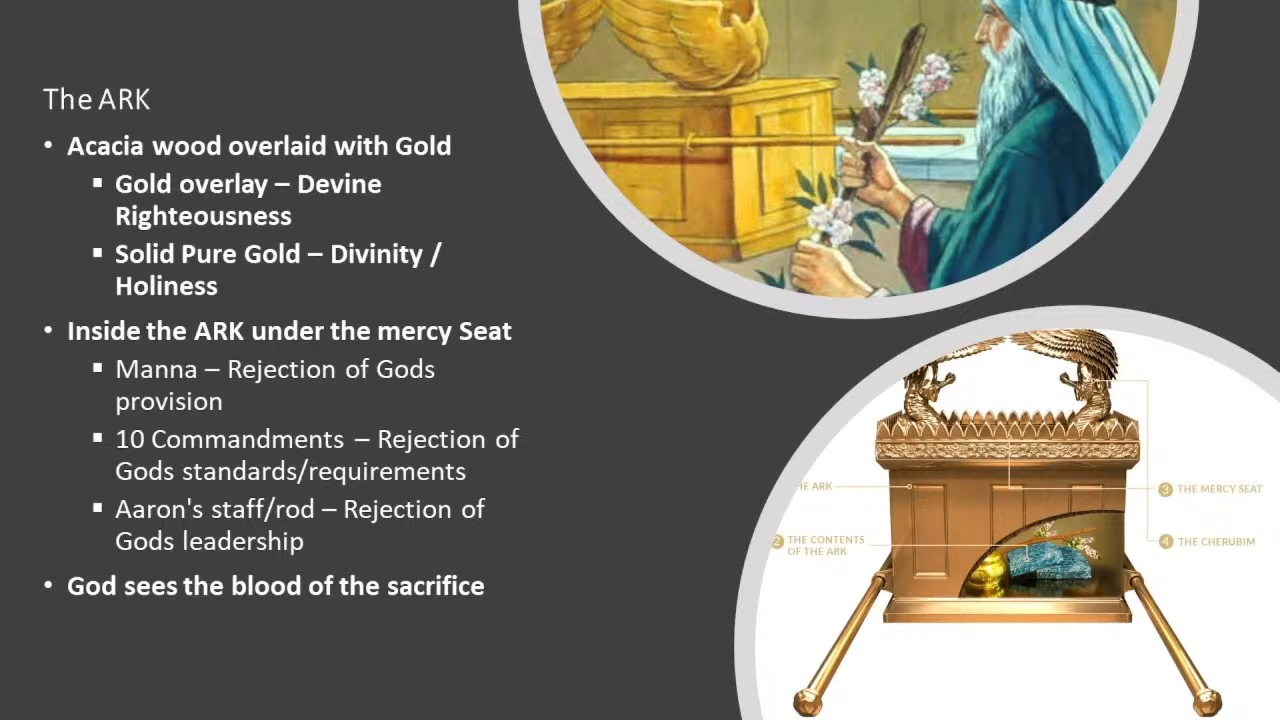 The ARK
• Acacia wood overlaid with Gold
▪ Gold overlay – Devine
Righteousness
▪ Solid Pure Gold – Divinity /
Holiness
• Inside the ARK under the mercy Seat
▪ Manna – Rejection of Gods
provision
▪ 10 Commandments – Rejection of
Gods standards/requirements
▪ Aaron's staff/rod – Rejection of
Gods leadership
• God sees the blood of the sacrifice
HE ARK
2 THE CONTENTS
OF THE ARK
3 THE MERCY SEAT
4 THE CHERUBIM